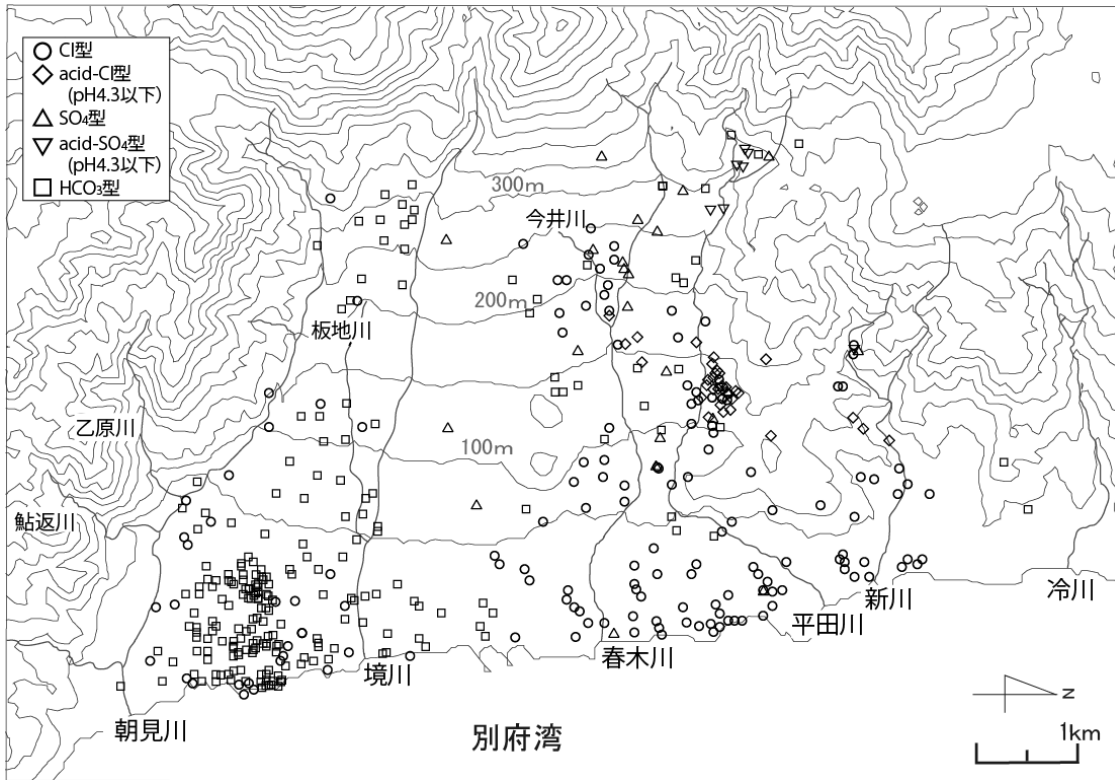 Cl型
acid-Cl型
(pH4.3以下)
SO₄型
acid-SO₄型
(pH4.3以下)
HCO₃型
300m
今井川
200m
板地川
乙原川
100m
鮎返川
冷川
新川
平田川
春木川
境川
朝見川
別府湾
N
1km